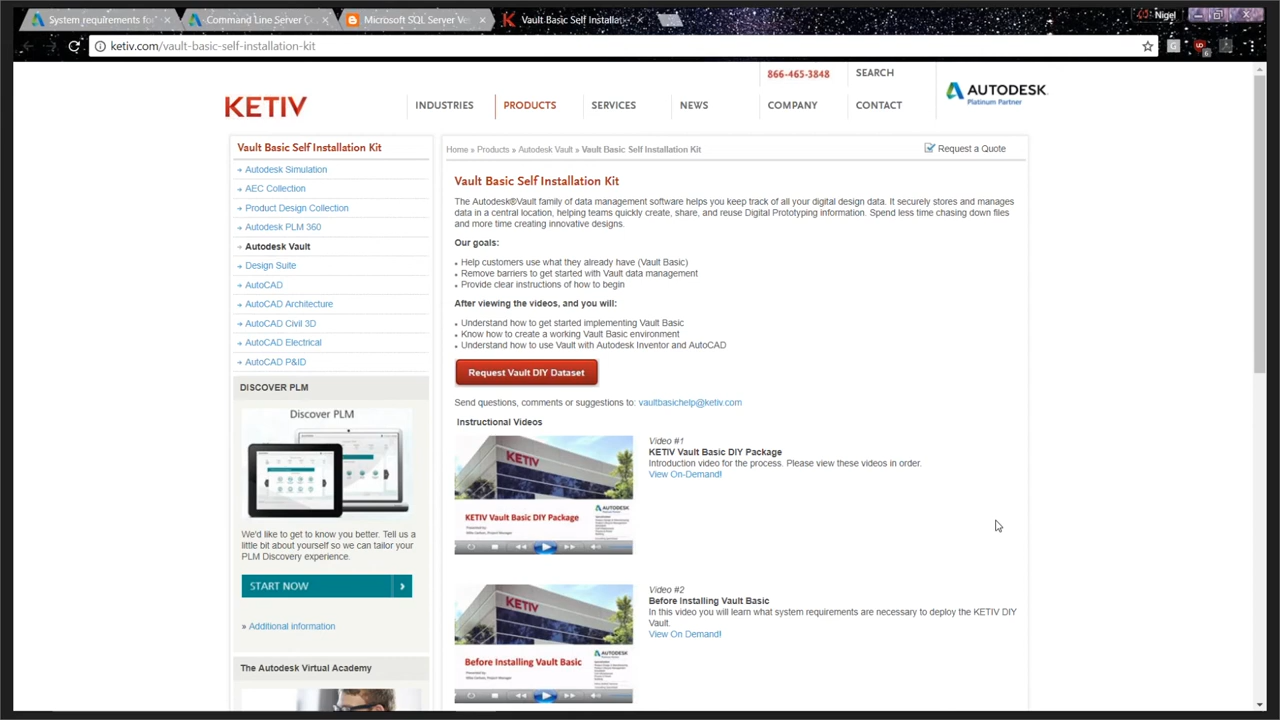 System requirements for
Command Line Server C
Microsoft SQL Server Ve
Vault Basic Self Installat
Nigel
ketiv.com/vault-basic-self-installation-kit
866-465-3848
SEARCH
KETIV
INDUSTRIES
PRODUCTS
SERVICES
NEWS
COMPANY
CONTACT
AUTODESK.
Platinum Partner
Vault Basic Self Installation Kit
Autodesk Simulation
AEC Collection
Product Design Collection
Autodesk PLM 360
Autodesk Vault
Design Suite
AutoCAD
AutoCAD Architecture
AutoCAD Civil 3D
AutoCAD Electrical
AutoCAD P&ID
DISCOVER PLM
Discover PLM
We'd like to get to know you better. Tell us a
little bit about yourself so we can tailor your
PLM Discovery experience.
START NOW
» Additional information
The Autodesk Virtual Academy
Home » Products » Autodesk Vault » Vault Basic Self Installation Kit
Request a Quote
Vault Basic Self Installation Kit
The Autodesk®Vault family of data management software helps you keep track of all your digital design data. It securely stores and manages
data in a central location, helping teams quickly create, share, and reuse Digital Prototyping information. Spend less time chasing down files
and more time creating innovative designs.
Our goals:
Help customers use what they already have (Vault Basic)
Remove barriers to get started with Vault data management
Provide clear instructions of how to begin
After viewing the videos, and you will:
Understand how to get started implementing Vault Basic
Know how to create a working Vault Basic environment
Understand how to use Vault with Autodesk Inventor and AutoCAD
Request Vault DIY Dataset
Send questions, comments or suggestions to: vaultbasichelp@ketiv.com
Instructional Videos
KETIV
AUTODESK
KETIV Vault Basic DIY Package
Video #1
KETIV Vault Basic DIY Package
Introduction video for the process. Please view these videos in order.
View On-Demand!
KETIV
AUTODESK
Before Installing Vault Basic
Video #2
Before Installing Vault Basic
In this video you will learn what system requirements are necessary to deploy the KETIV DIY
Vault.
View On Demand!